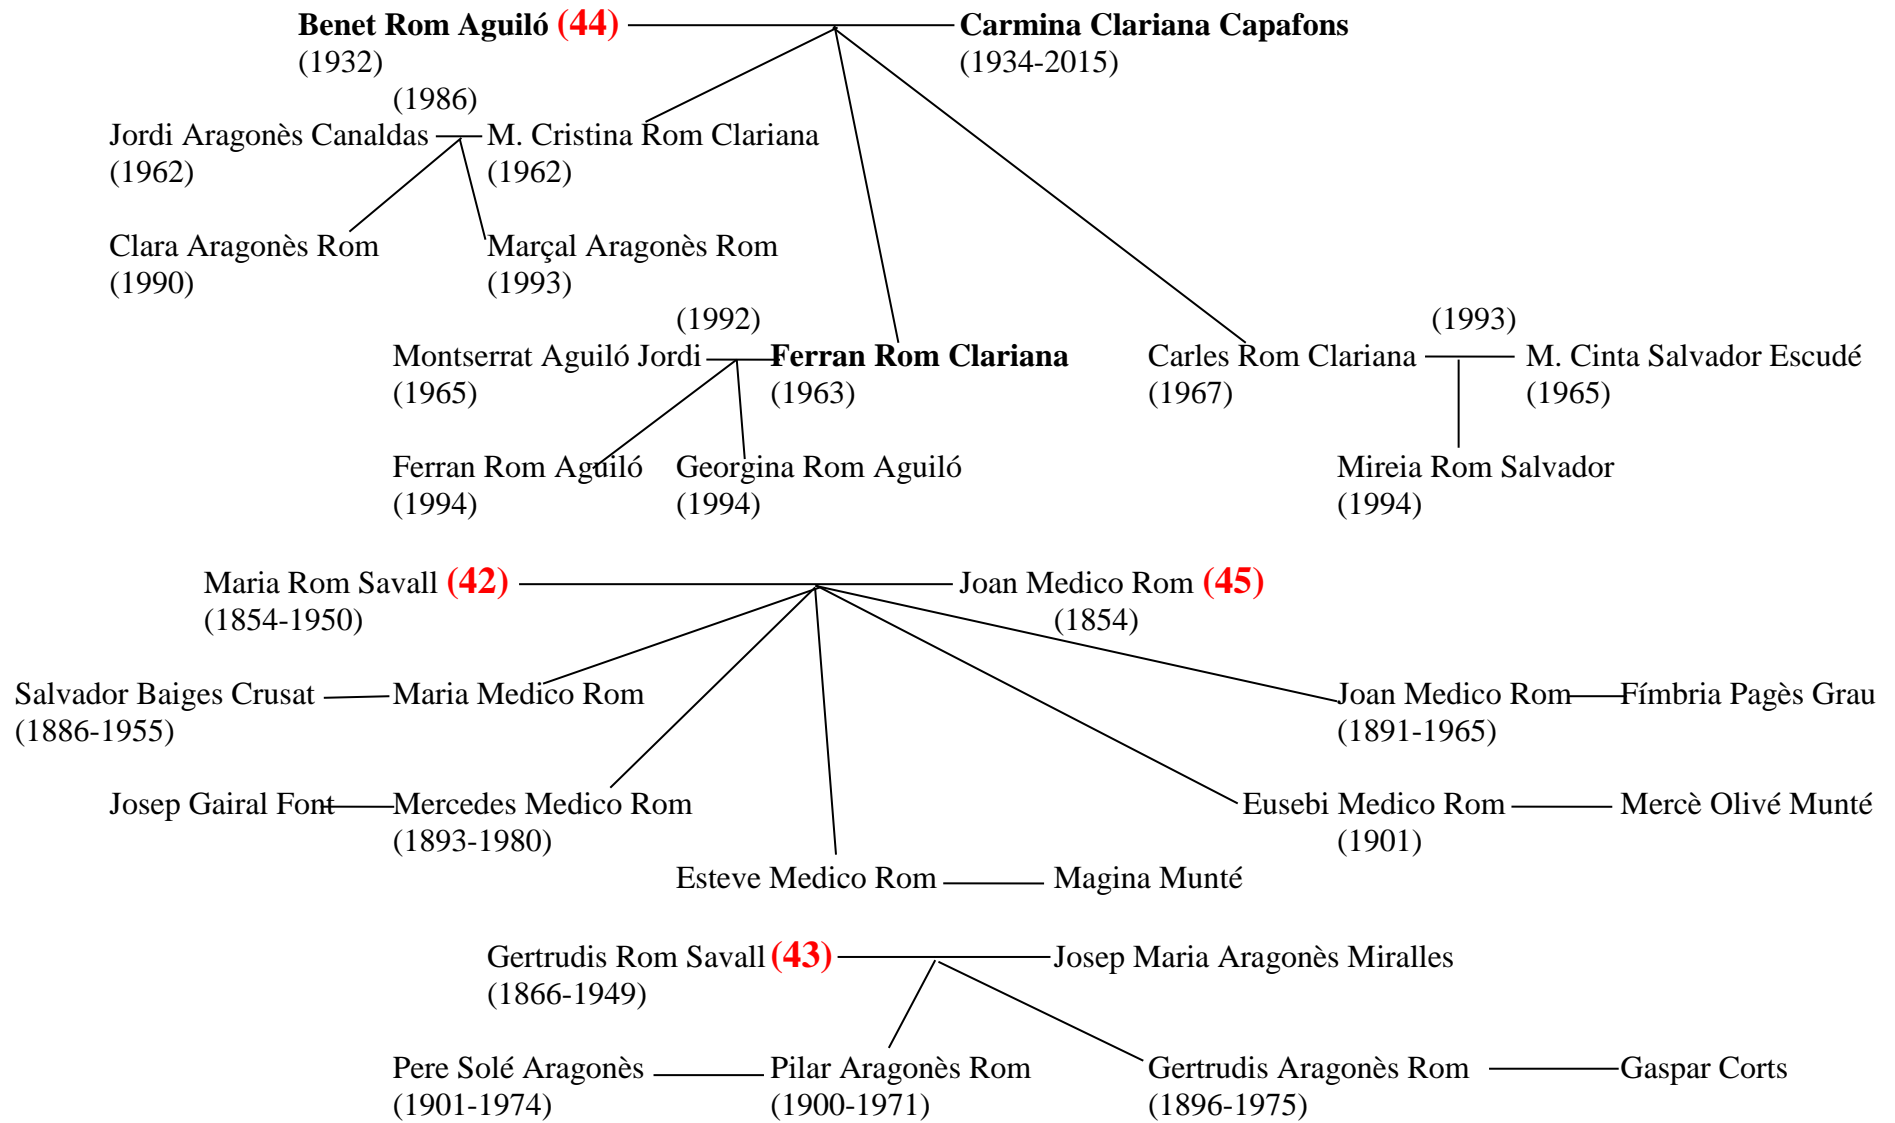 Benet Rom Aguiló (44) Carmina Clariana Capafons
(1932) (1934-2015)
(1986)
Jordi Aragonès Canaldas M. Cristina Rom Clariana
(1962) (1962)
Clara Aragonès Rom Marçal Aragonès Rom
(1990) (1993)
(1992) (1993)
Montserrat Aguiló Jordi Ferran Rom Clariana Carles Rom Clariana M. Cinta Salvador Escudé
(1965) (1963) (1967) (1965)
Ferran Rom Aguiló Georgina Rom Aguiló Mireia Rom Salvador
(1994) (1994) (1994)
Maria Rom Savall (42) Joan Medico Rom (45)
(1854-1950) (1854)
Salvador Baiges Crusat Maria Medico Rom Joan Medico Rom Fímbria Pagès Grau
(1886-1955) (1891-1965)
Josep Gairal Font Mercedes Medico Rom Eusebi Medico Rom Mercè Olivé Munté
(1893-1980) (1901)
Esteve Medico Rom Magina Munté
Gertrudis Rom Savall (43) Josep Maria Aragonès Miralles
(1866-1949)
Pere Solé Aragonès Pilar Aragonès Rom Gertrudis Aragonès Rom Gaspar Corts
(1901-1974) (1900-1971) (1896-1975)